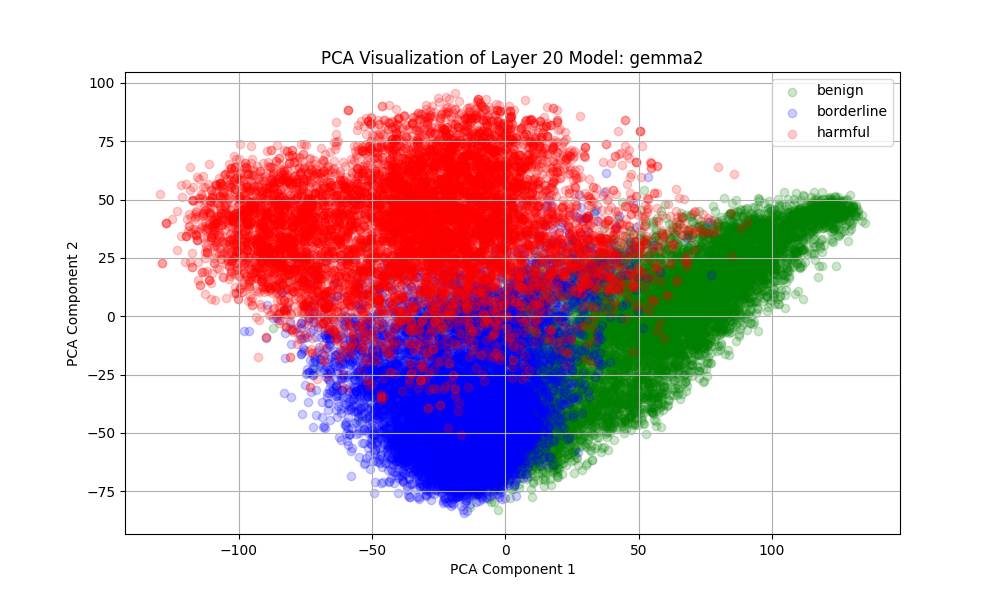 PCA Visualization of Layer 20 Model: gemma2
benign
borderline
harmful
PCA Component 2
100
75
50
25
0
−25
−50
−75
−100
−50
0
50
100
PCA Component 1